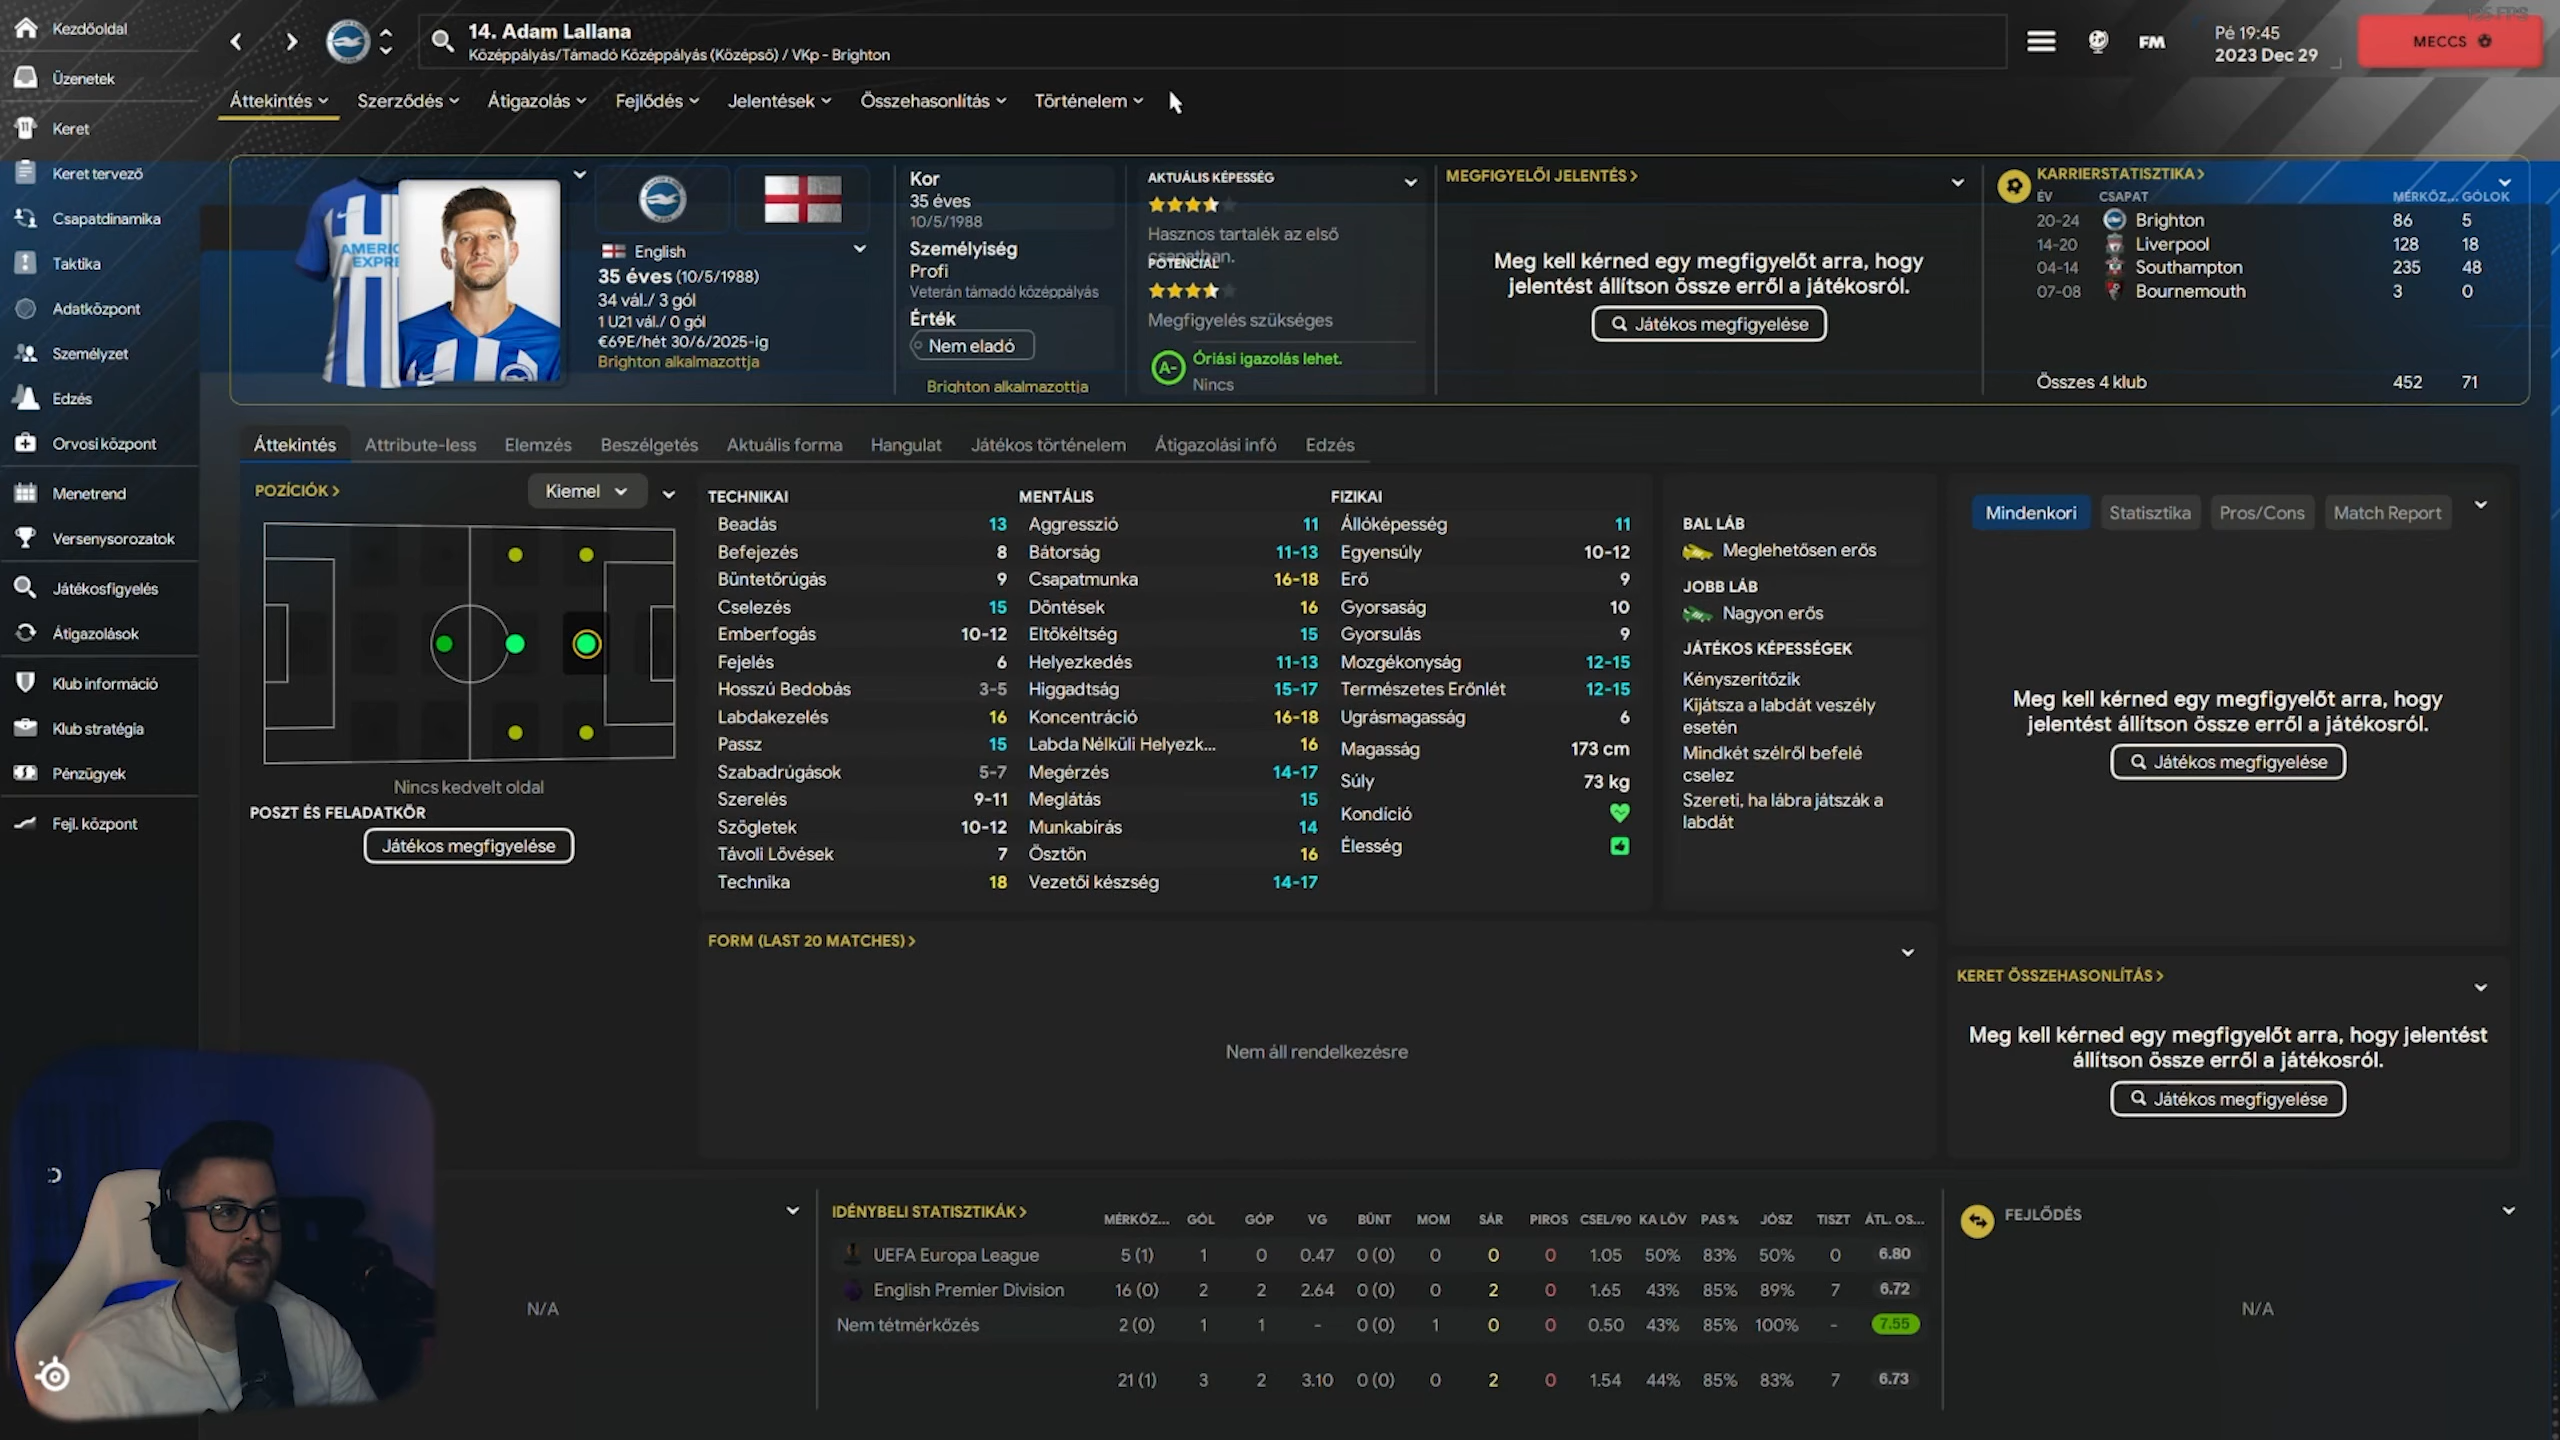 Kezdőoldal
Üzenetek
Keret
Keret tervező
Csapatdinamika
Taktika
Adatközpont
Személyzet
Edzés
Orvosi központ
Menetrend
Versenysorozatok
Játékosfigyelés
Átigazolások
Klub információ
Klub stratégia
Pénzügyek
Fejl. központ
14. Adam Lallana
Középpályás/Támadó Középpályás (Középső) / VKp - Brighton
FM
Pé 19:45
2023 Dec 29
MECCS
Áttekintés
Szerződés
Átigazolás
Fejlődés
Jelentések
Összehasonlítás
Történelem
AMERIC
EXPRE
English
35 éves (10/5/1988)
34 vál./ 3 gól
1 U21 vál./ 0 gól
€69E/hét 30/6/2025-ig
Brighton alkalmazottja
Kor
35 éves
10/5/1988
Személyiség
Profi
Veterán támadó középpályás
Érték
Nem eladó
Brighton alkalmazottja
AKTUÁLIS KÉPESSÉG
Hasznos tartalék az első
csapatban.
POTENCIÁL
Megfigyelés szükséges
A-
Óriási igazolás lehet.
Nincs
MEGFIGYELŐI JELENTÉS >
Meg kell kérned egy megfigyelőt arra, hogy
jelentést állítson össze erről a játékosról.
Játékos megfigyelése
KARRIERSTATISZTIKA >
ÉV CSAPAT MÉRKŐZ... GÓLOK
20-24 Brighton 86 5
14-20 Liverpool 128 18
04-14 Southampton 235 48
07-08 Bournemouth 3 0
Összes 4 klub 452 71
Áttekintés
Attribute-less
Elemzés
Beszélgetés
Aktuális forma
Hangulat
Játékos történelem
Átigazolási infó
Edzés
POZÍCIÓK >
Kiemel
Nincs kedvelt oldal
POSZT ÉS FELADATKÖR
Játékos megfigyelése
TECHNIKAI
Beadás 13
Befejezés 8
Büntetőrúgás 9
Cselezés 15
Emberfogás 10-12
Fejelés 6
Hosszú Bedobás 3-5
Labdakezelés 16
Passz 15
Szabadrúgások 5-7
Szerelés 9-11
Szögletek 10-12
Távoli Lövések 7
Technika 18
MENTÁLIS
Aggresszió 11
Bátorság 11-13
Csapatmunka 16-18
Döntések 16
Eltökéltség 15
Helyezkedés 11-13
Higgadtság 15-17
Koncentráció 16-18
Labda Nélküli Helyezk... 16
Megérzés 14-17
Meglátás 15
Munkabírás 14
Ösztön 16
Vezetői készség 14-17
FIZIKAI
Állóképesség 11
Egyensúly 10-12
Erő 9
Gyorsaság 10
Gyorsulás 9
Mozgékonyság 12-15
Természetes Erőnlét 12-15
Ugrásmagasság 6
Magasság 173 cm
Súly 73 kg
Kondíció
Élesség
BAL LÁB
Meglehetősen erős
JOBB LÁB
Nagyon erős
JÁTÉKOS KÉPESSÉGEK
Kényszerítőzik
Kijátsza a labdát veszély
esetén
Mindkét szélről befelé
cselez
Szereti, ha lábra játszák a
labdát
Mindenkori
Statisztika
Pros/Cons
Match Report
Meg kell kérned egy megfigyelőt arra, hogy
jelentést állítson össze erről a játékosról.
Játékos megfigyelése
FORM (LAST 20 MATCHES) >
Nem áll rendelkezésre
KERET ÖSSZEHASONLÍTÁS >
Meg kell kérned egy megfigyelőt arra, hogy jelentést
állítson össze erről a játékosról.
Játékos megfigyelése
N/A
IDÉNYBELI STATISZTIKÁK >
MÉRKŐZ... GÓL GÓP VG BÜNT MOM SÁR PIROS CSEL/90 KA LÖV PAS % JÓSZ TISZT ÁTL. OS...
UEFA Europa League 5 (1) 1 0 0.47 0 (0) 0 0 0 1.05 50% 83% 50% 0 6.80
English Premier Division 16 (0) 2 2 2.64 0 (0) 0 2 0 1.65 43% 85% 89% 7 6.72
Nem tétmérkőzés 2 (0) 1 1 - 0 (0) 1 0 0 0.50 43% 85% 100% - 7.55
21 (1) 3 2 3.10 0 (0) 0 2 0 1.54 44% 85% 83% 7 6.73
FEJLŐDÉS
N/A